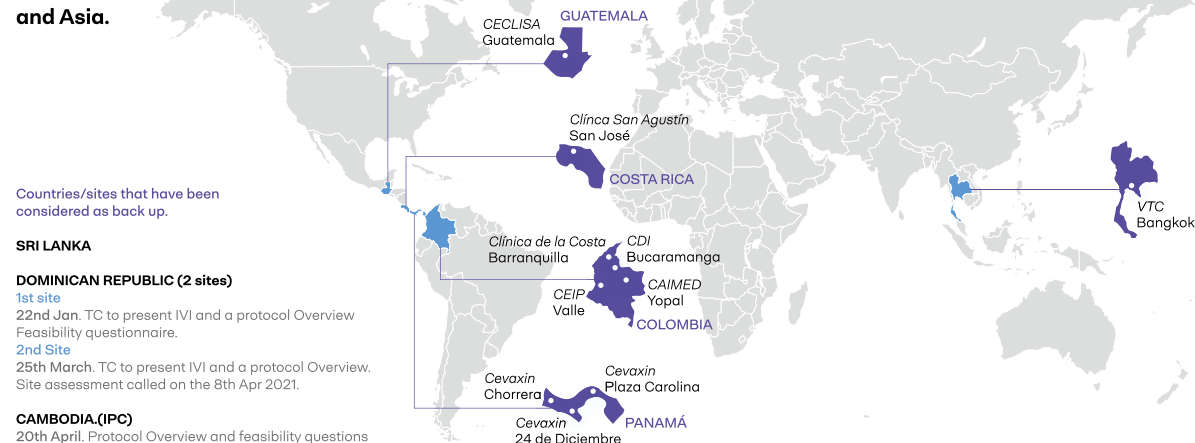 and Asia.
Countries/sites that have been
considered as back up.
SRI LANKA
DOMINICAN REPUBLIC (2 sites)
1st site
22nd Jan. TC to present IVI and a protocol Overview
Feasibility questionnaire.
2nd Site
25th March. TC to present IVI and a protocol Overview.
Site assessment called on the 8th Apr 2021.
CAMBODIA.(IPC)
20th April. Protocol Overview and feasibility questions
GUATEMALA
CECLISA
Guatemala
Clínca San Agustín
San José
COSTA RICA
Clínica de la Costa
Barranquilla
CDI
Bucaramanga
CEIP
Valle
CAIMED
Yopal
COLOMBIA
Cevaxin
Chorrera
Cevaxin
Plaza Carolina
Cevaxin
24 de Diciembre
PANAMÁ
VTC
Bangkok